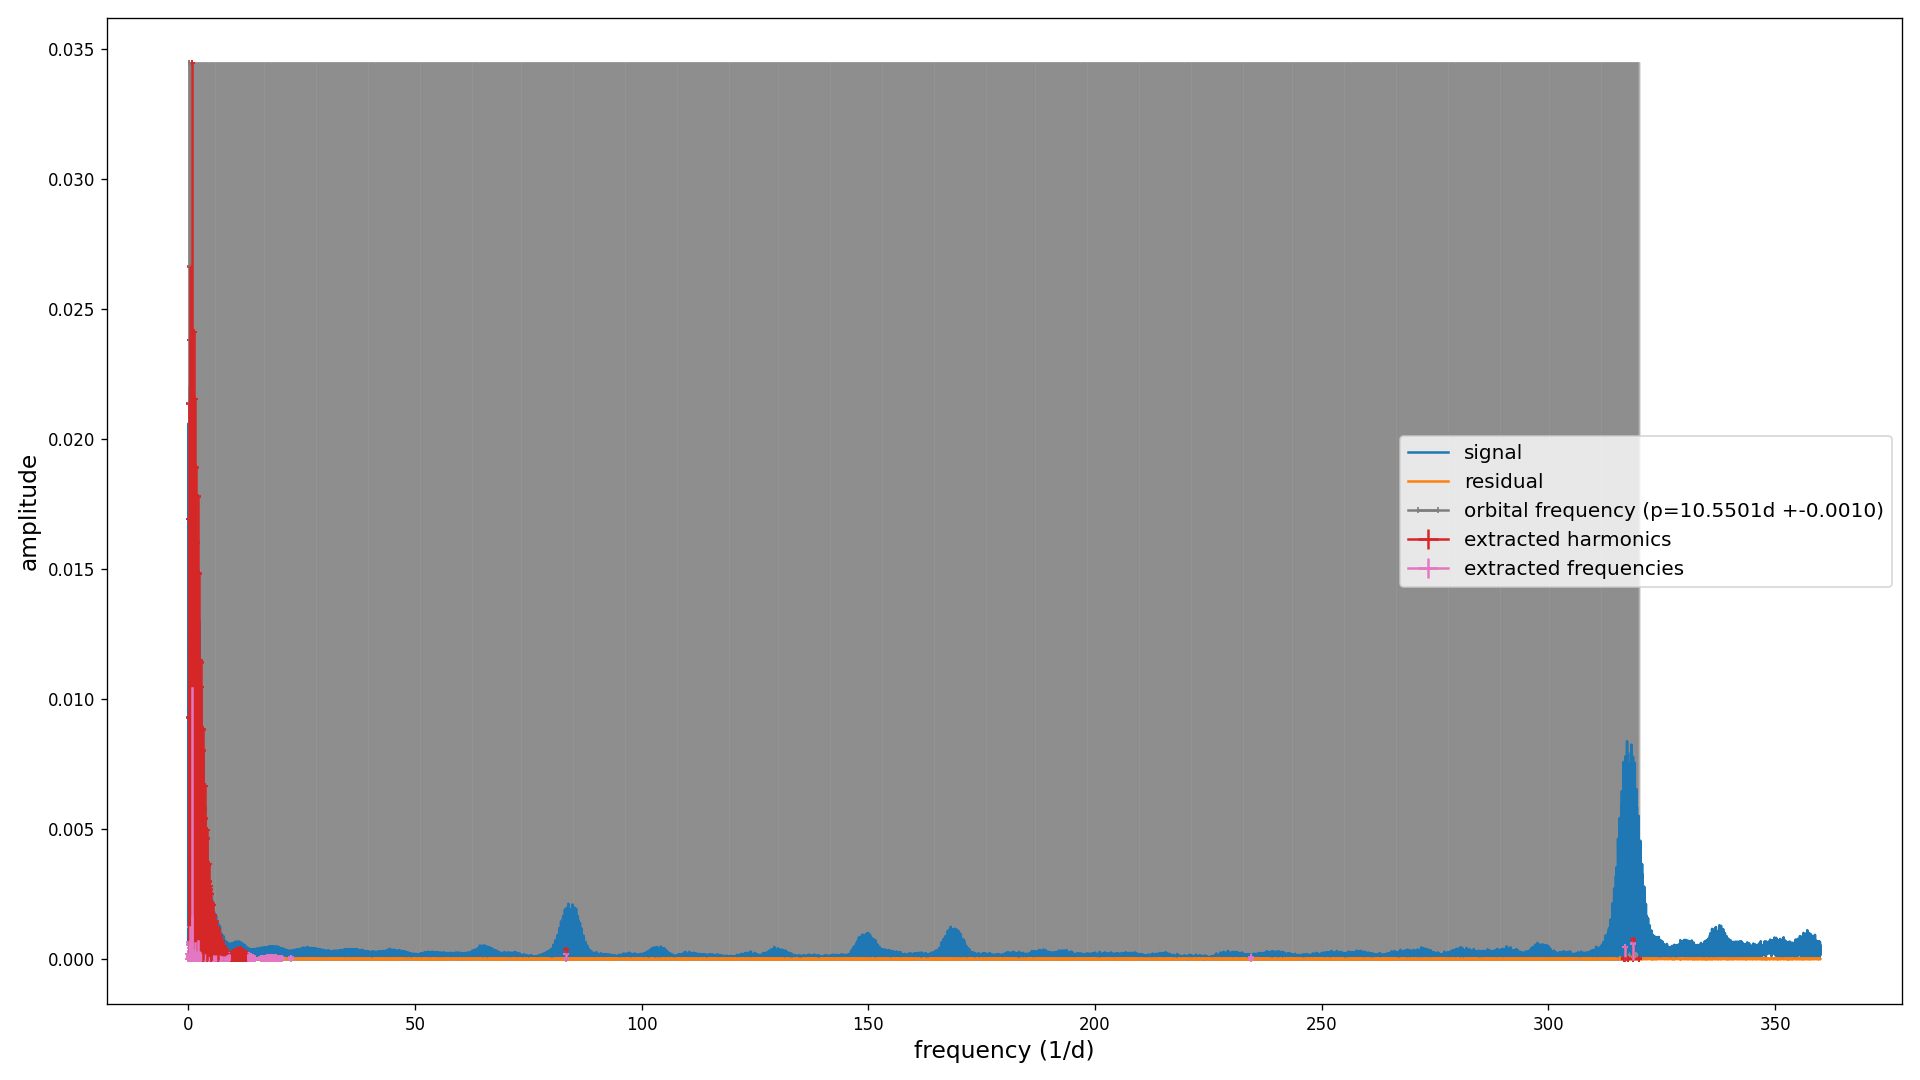 0.035
0.030
0.025
0.020
0.015
0.010
0.005
0.000
amplitude
signal
residual
orbital frequency (p=10.5501d +-0.0010)
extracted harmonics
extracted frequencies
0 50 100 150 200 250 300 350
frequency (1/d)